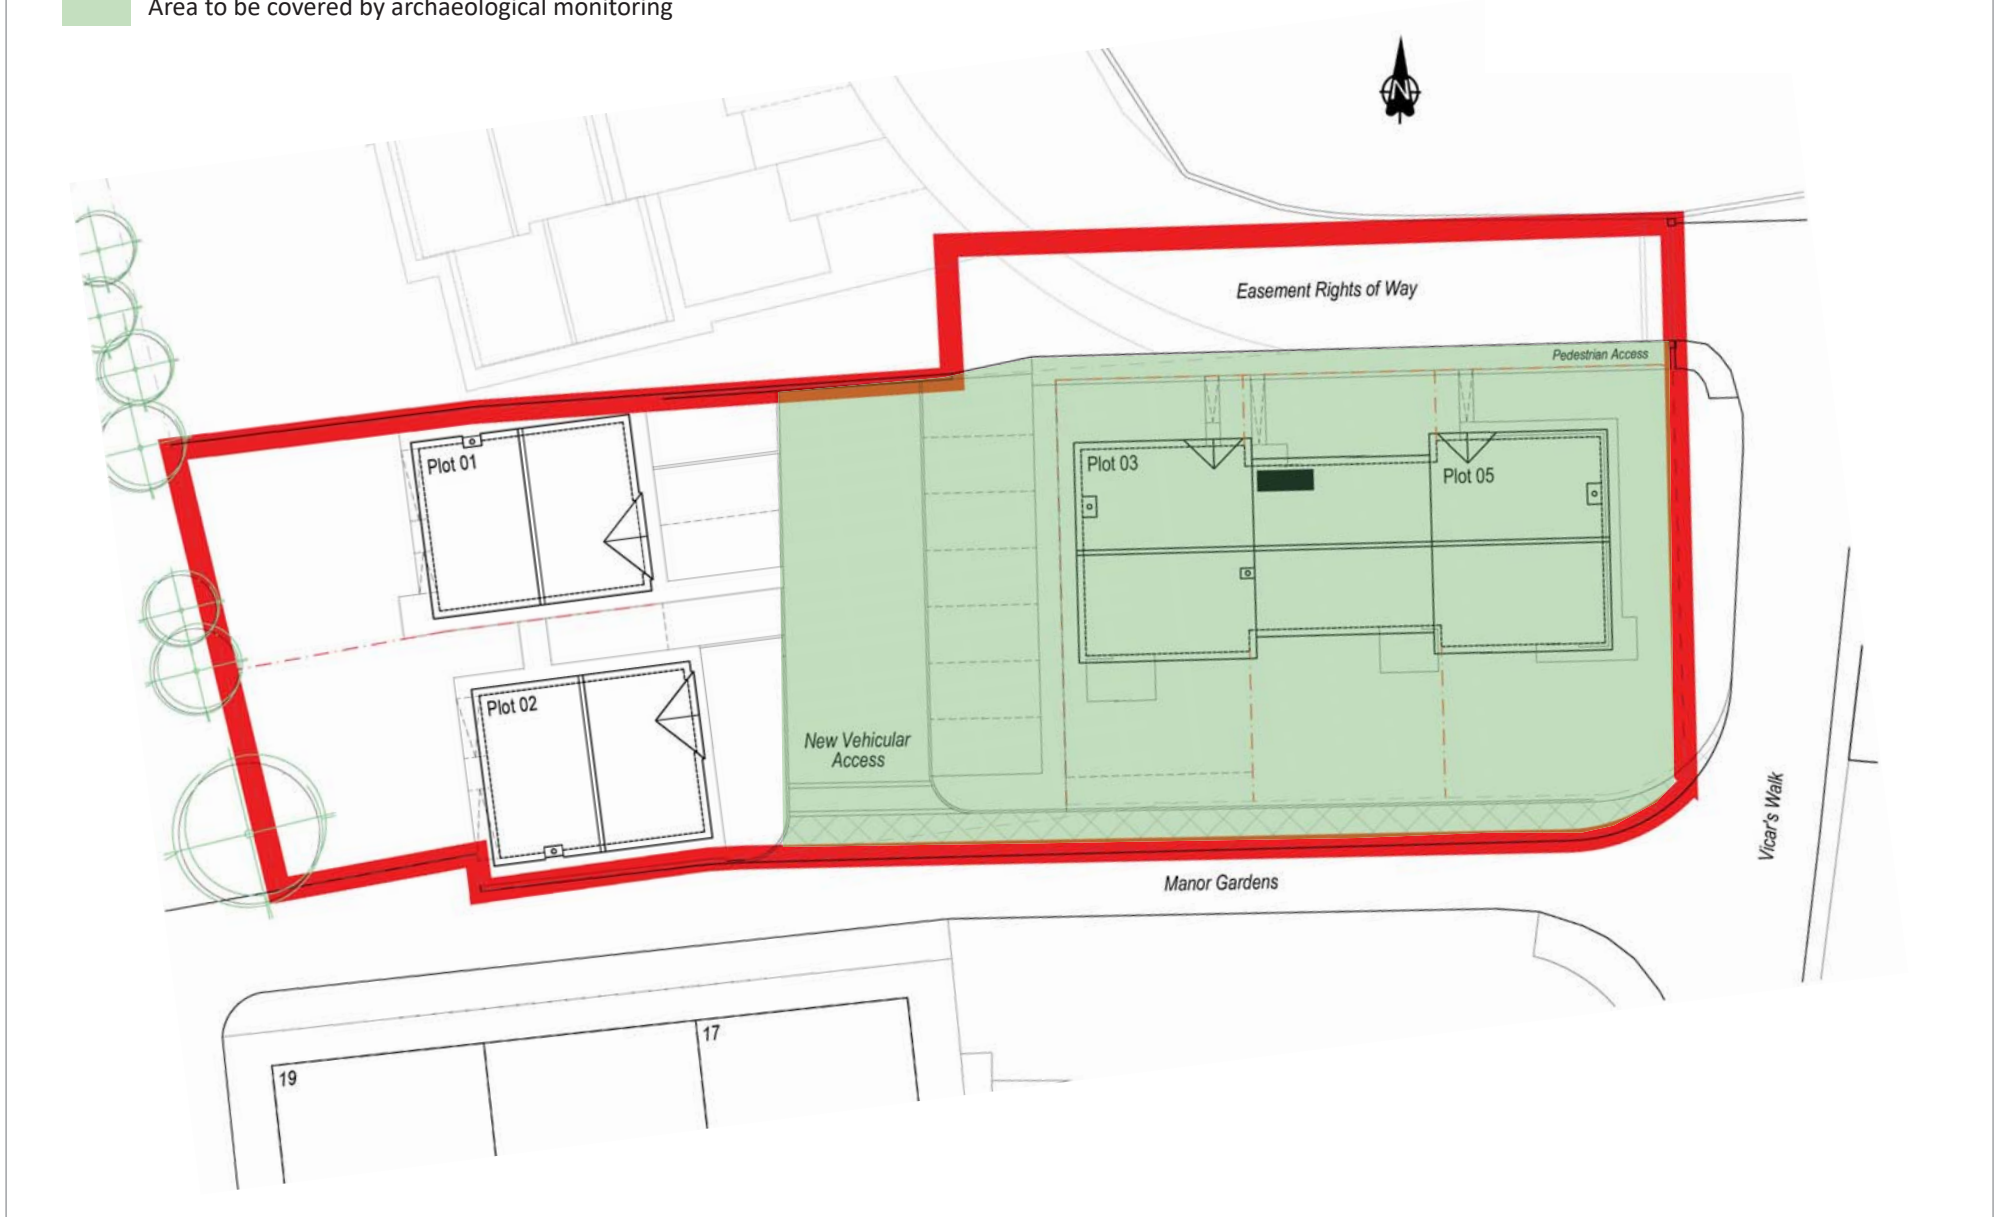 Area to be covered by archaeological monitoring
N
Easement Rights of Way
Pedestrian Access
Plot 01
Plot 03
Plot 05
Plot 02
New Vehicular
Access
Vicar's Walk
Manor Gardens
17
19